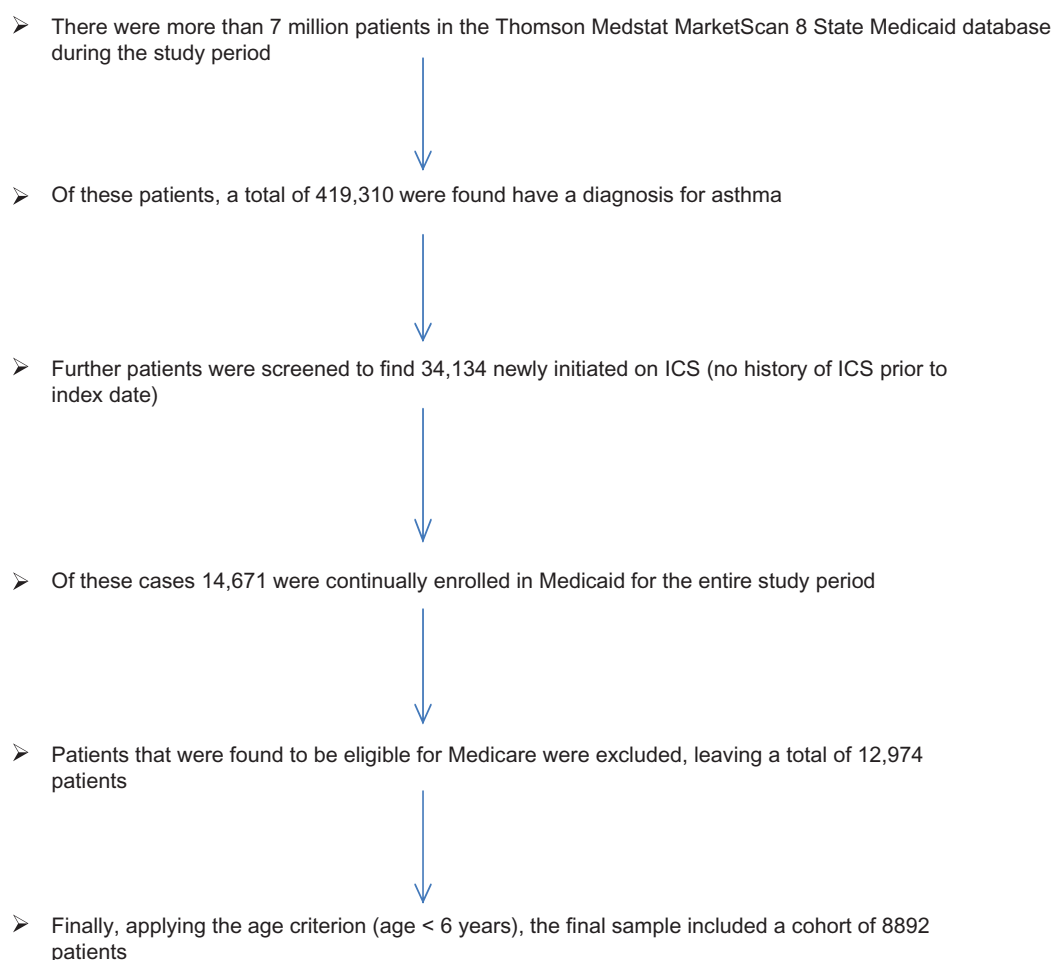 ➢ There were more than 7 million patients in the Thomson Medstat MarketScan 8 State Medicaid database
during the study period
➢ Of these patients, a total of 419,310 were found have a diagnosis for asthma
➢ Further patients were screened to find 34,134 newly initiated on ICS (no history of ICS prior to
index date)
➢ Of these cases 14,671 were continually enrolled in Medicaid for the entire study period
➢ Patients that were found to be eligible for Medicare were excluded, leaving a total of 12,974
patients
➢ Finally, applying the age criterion (age < 6 years), the final sample included a cohort of 8892
patients